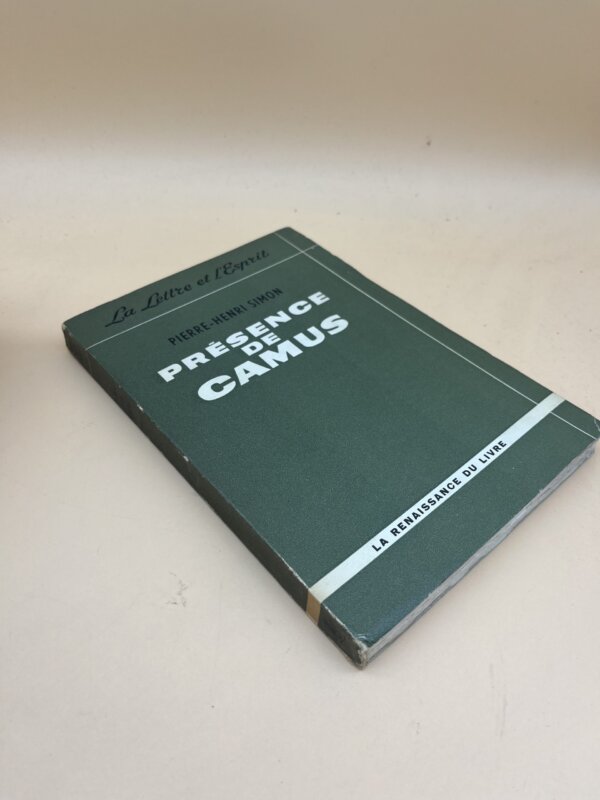 La Lettre et l'Esprit
PIERRE-HENRI SIMON
PRÉSENCE
DE
CAMUS
LA RENAISSANCE DU LIVRE